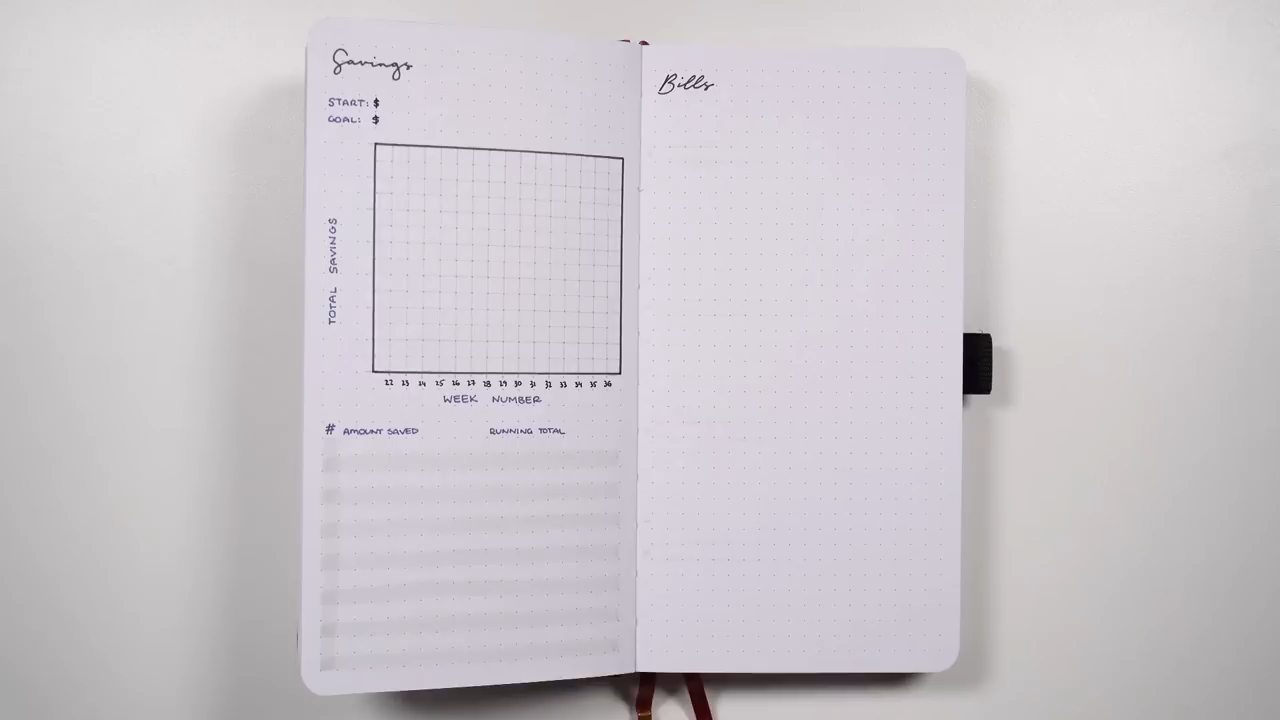 Savings
START: $
GOAL: $
TOTAL SAVINGS
22 23 24 25 26 27 28 29 30 31 32 33 34 35 36
WEEK NUMBER
# AMOUNT SAVED RUNNING TOTAL
Bills